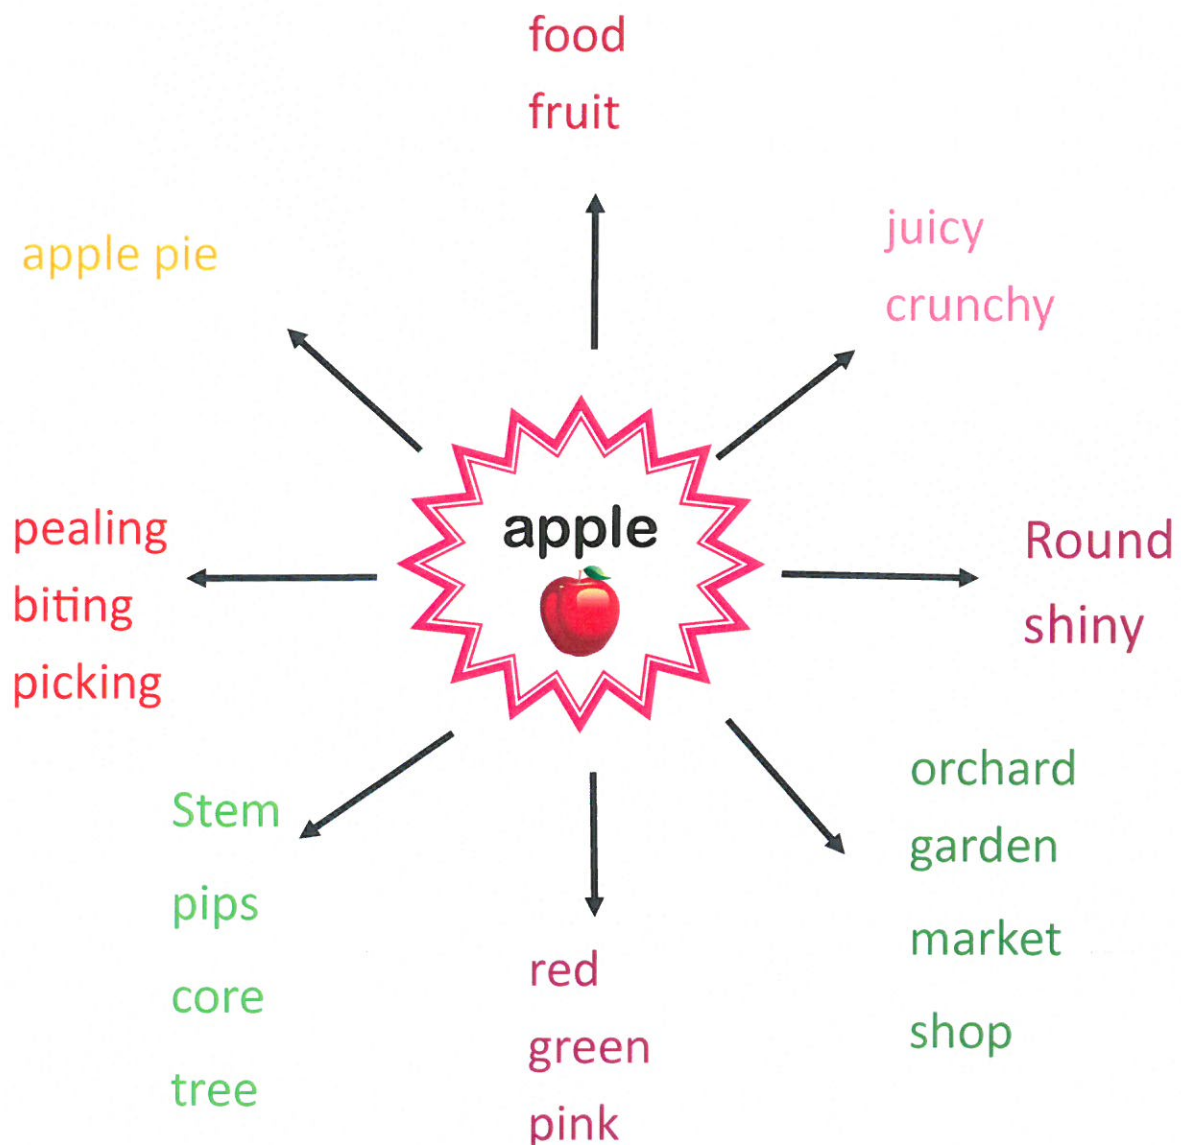 food
fruit
juicy
crunchy
apple pie
apple
Round
shiny
pealing
biting
picking
orchard
garden
market
shop
Stem
pips
core
tree
red
green
pink